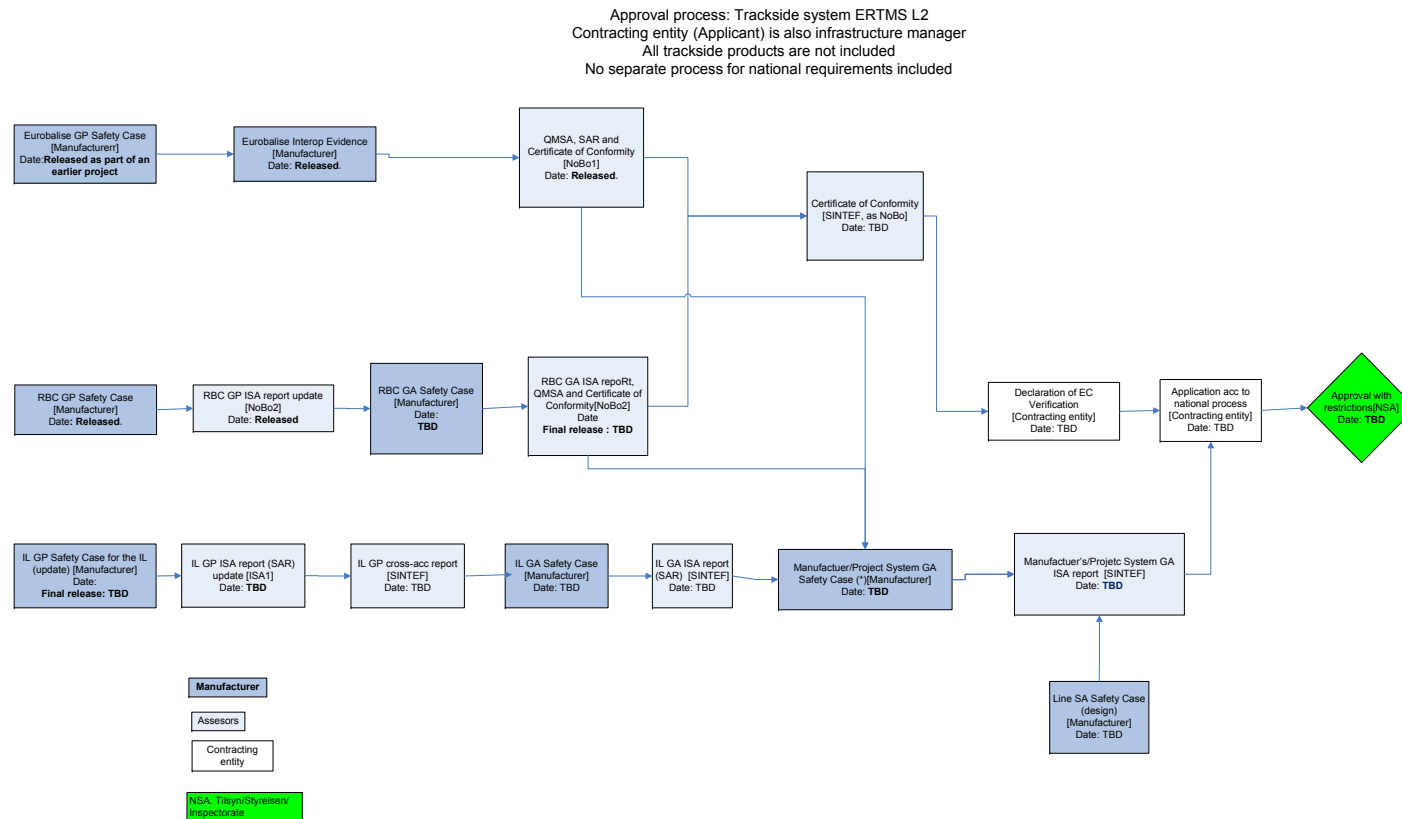 Approval process: Trackside system ERTMS L2
Contracting entity (Applicant) is also infrastructure manager
All trackside products are not included
No separate process for national requirements included
Eurobalise GP Safety Case
[Manufacturerr]
Date:Released as part of an
earlier project
Eurobalise Interop Evidence
[Manufacturer]
Date: Released.
QMSA, SAR and
Certificate of Conformity
[NoBo1]
Date: Released.
Certificate of Conformity
[SINTEF, as NoBo]
Date: TBD
RBC GP Safety Case
[Manufacturer]
Date: Released.
RBC GP ISA report update
[NoBo2]
Date: Released
RBC GA Safety Case
[Manufacturer]
Date:
TBD
RBC GA ISA repoRt,
QMSA and Certificate of
Conformity[NoBo2]
Date
Final release : TBD
Declaration of EC
Verification
[Contracting entity]
Date: TBD
Application acc to
national process
[Contracting entity]
Date: TBD
Approval with
restrictions[NSA]
Date: TBD
IL GP Safety Case for the IL
(update) [Manufacturer]
Date:
Final release: TBD
IL GP ISA report (SAR)
update [ISA1]
Date: TBD
IL GP cross-acc report
[SINTEF]
Date: TBD
IL GA Safety Case
[Manufacturer]
Date: TBD
IL GA ISA report
(SAR)  [SINTEF]
Date: TBD
Manufactuer/Project System GA
Safety Case (*)[Manufacturer]
Date: TBD
Manufactuer's/Projetc System GA
ISA report  [SINTEF]
Date: TBD
Line SA Safety Case
(design)
[Manufacturer]
Date: TBD
Manufacturer
Assesors
Contracting
entity
NSA: Tilsyn/Styrelsen/
Inspectorate